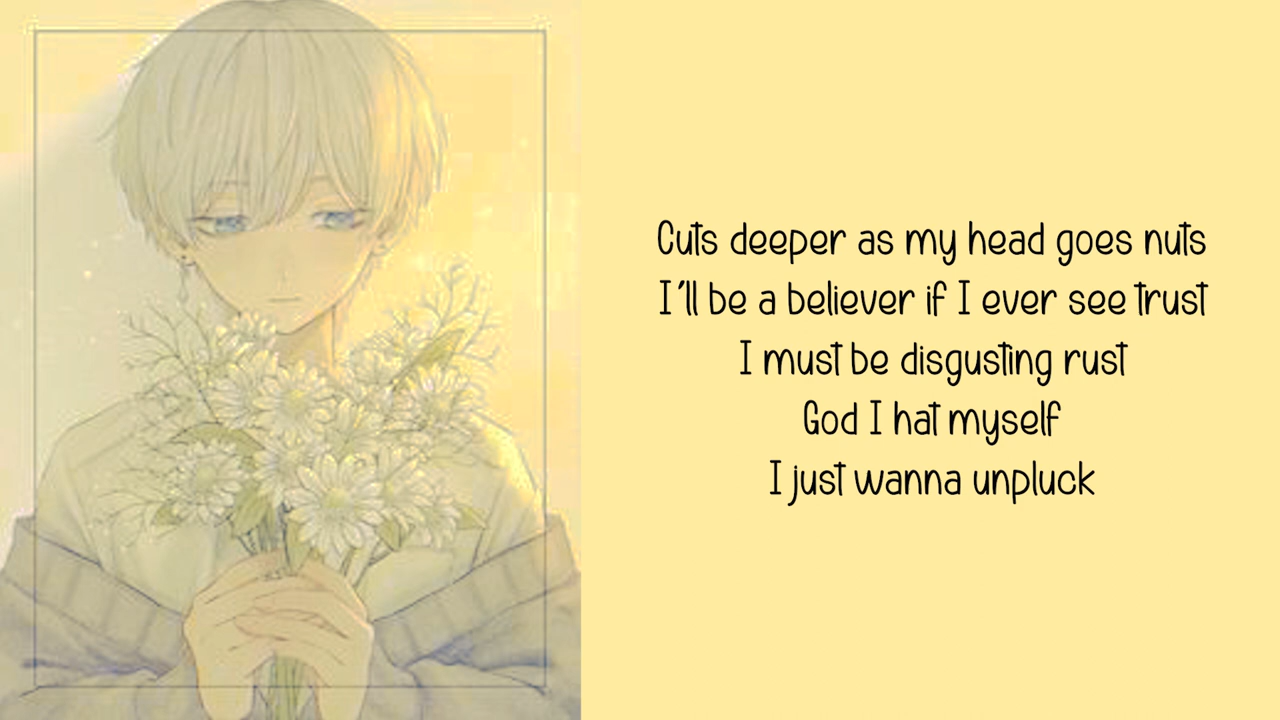 Cuts deeper as my head goes nuts
I'll be a believer if I ever see trust
I must be disgusting rust
God I hat myself
I just wanna unpluck